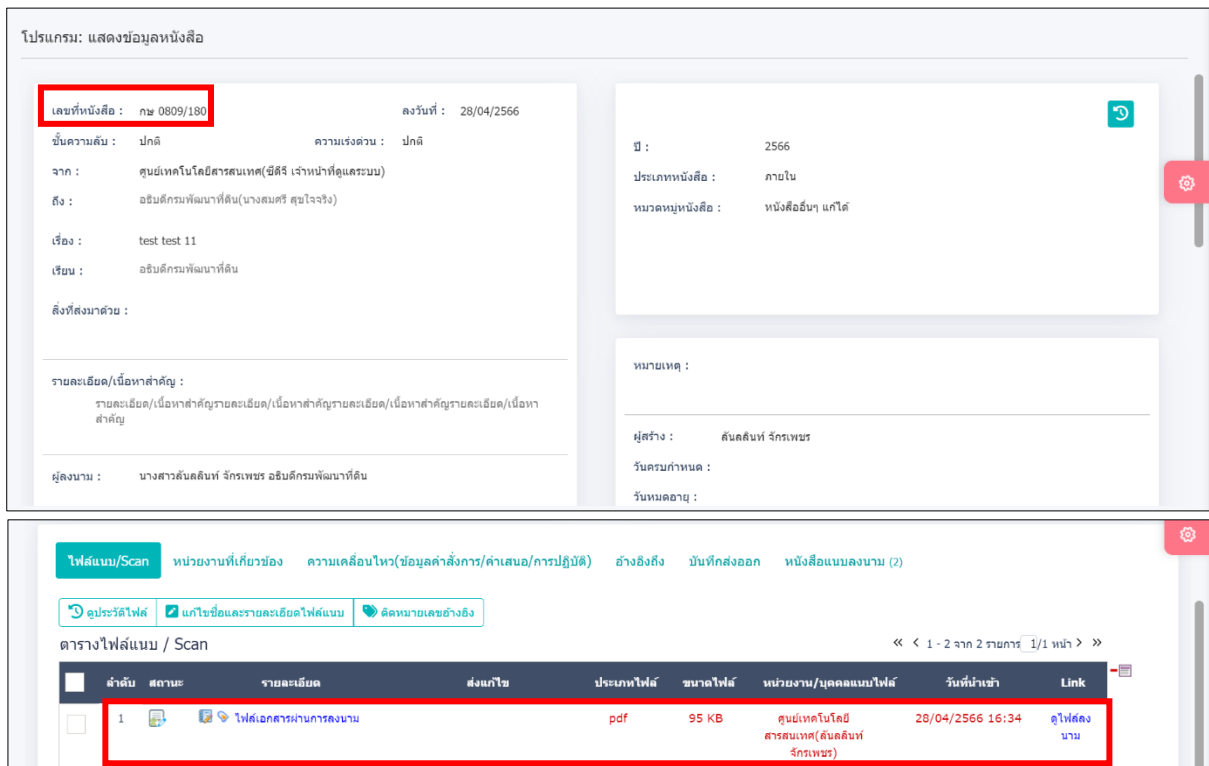 โปรแกรม: แสดงข้อมูลหนังสือ
เลขที่หนังสือ : กษ 0809/180 ลงวันที่ : 28/04/2566
ชั้นความลับ : ปกติ ความเร่งด่วน : ปกติ
จาก : ศูนย์เทคโนโลยีสารสนเทศ(ซีดีจี เจ้าหน้าที่ดูแลระบบ)
ถึง : อธิบดีกรมพัฒนาที่ดิน(นางสมศรี สุขใจจริง)
เรื่อง : test test 11
เรียน : อธิบดีกรมพัฒนาที่ดิน
สิ่งที่ส่งมาด้วย :
รายละเอียด/เนื้อหาสำคัญ :
รายละเอียด/เนื้อหาสำคัญรายละเอียด/เนื้อหาสำคัญรายละเอียด/เนื้อหาสำคัญรายละเอียด/เนื้อหา
สำคัญ
ผู้ลงนาม : นางสาวลันลลินท์ จักรเพชร อธิบดีกรมพัฒนาที่ดิน
ปี : 2566
ประเภทหนังสือ : ภายใน
หมวดหมู่หนังสือ : หนังสืออื่นๆ แก้ได้
หมายเหตุ :
ผู้สร้าง : ลันลลินท์ จักรเพชร
วันครบกำหนด :
วันหมดอายุ :
ไฟล์แนบ/Scan หน่วยงานที่เกี่ยวข้อง ความเคลื่อนไหว(ข้อมูลคำสั่งการ/คำเสนอ/การปฏิบัติ) อ้างอิงถึง บันทึกส่งออก หนังสือแนบลงนาม (2)
ดูประวัติไฟล์ แก้ไขชื่อและรายละเอียดไฟล์แนบ ติดหมายเลขอ้างอิง
ตารางไฟล์แนบ / Scan « < 1 - 2 จาก 2 รายการ 1/1 หน้า > »
ลำดับ สถานะ รายละเอียด ส่งแก้ไข ประเภทไฟล์ ขนาดไฟล์ หน่วยงาน/บุคคลแนบไฟล์ วันที่นำเข้า Link
1 ไฟล์เอกสารผ่านการลงนาม pdf 95 KB ศูนย์เทคโนโลยี 28/04/2566 16:34 ดูไฟล์ลง
สารสนเทศ(ลันลลินท์ นาม
จักรเพชร)